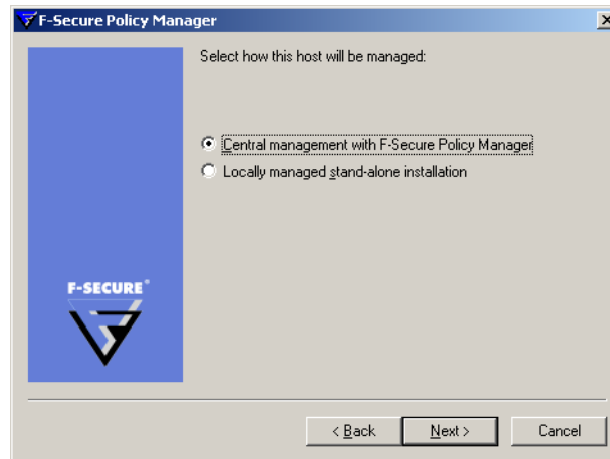 F-Secure Policy Manager
Select how this host will be managed:
Central management with F-Secure Policy Manager
Locally managed stand-alone installation
F-SECURE®
< Back
Next >
Cancel